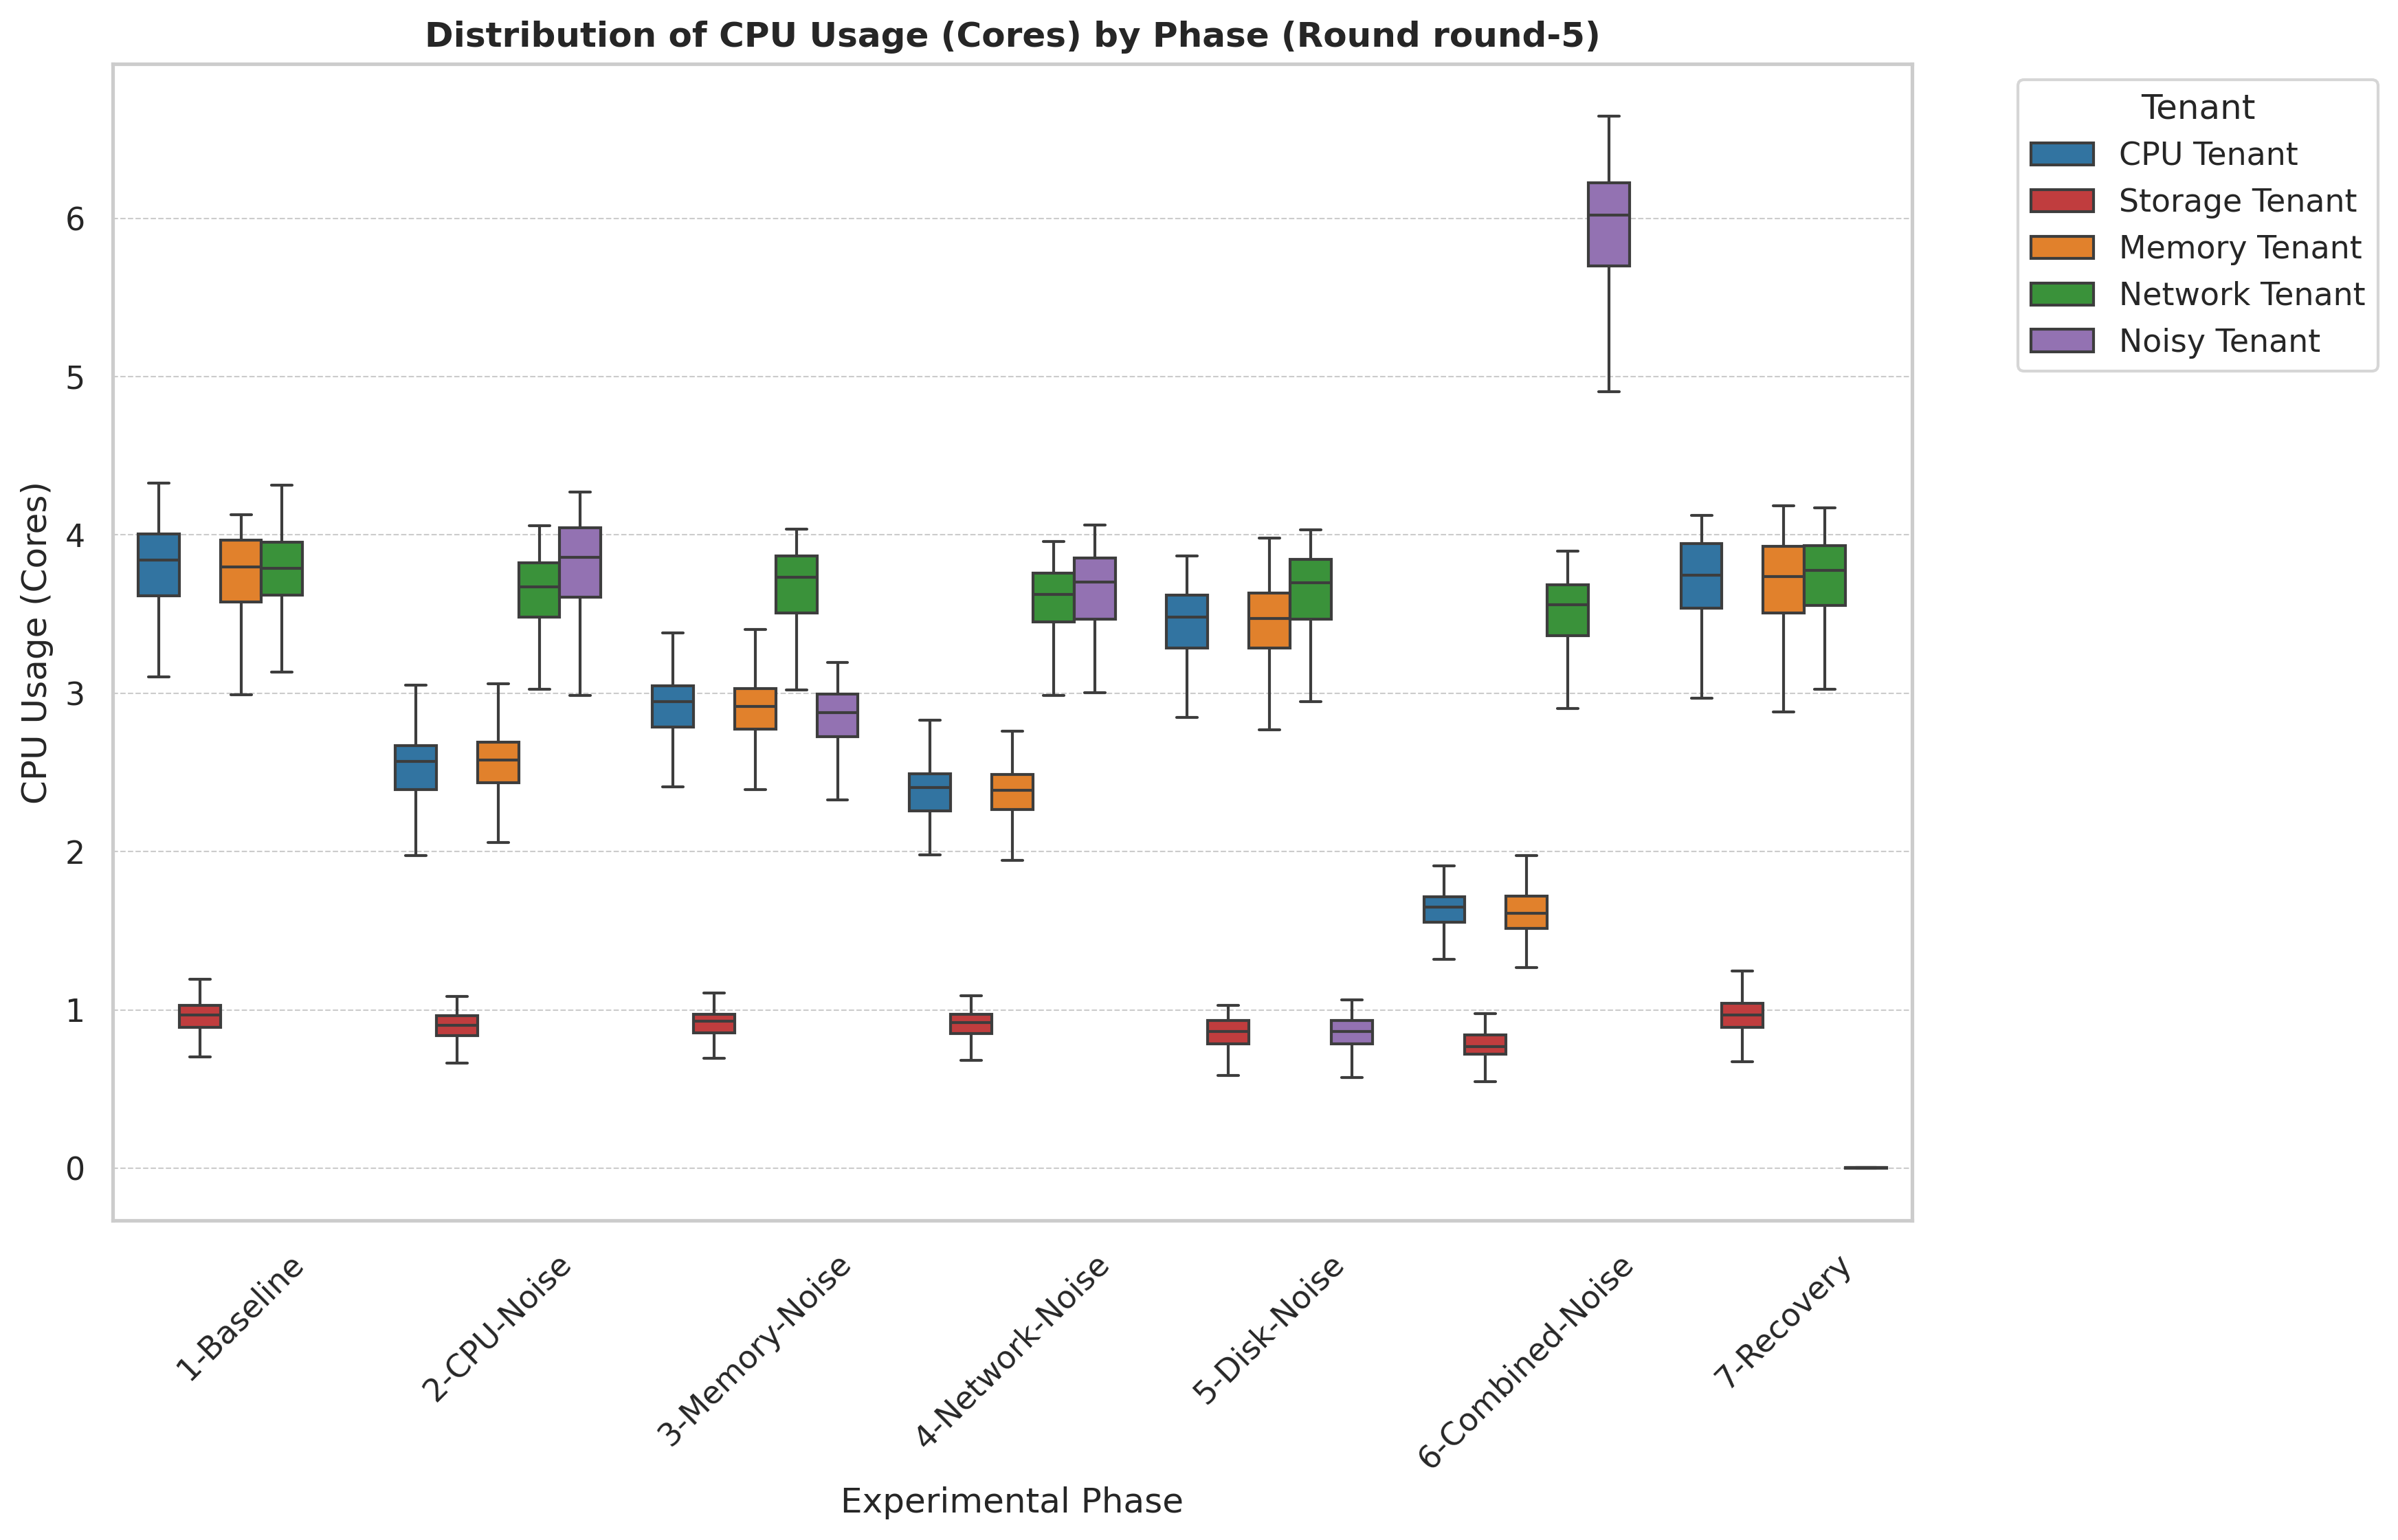 Distribution of CPU Usage (Cores) by Phase (Round round-5)
CPU Usage (Cores)
6
5
4
3
2
1
0
1-Baseline
2-CPU-Noise
3-Memory-Noise
4-Network-Noise
5-Disk-Noise
6-Combined-Noise
7-Recovery
Experimental Phase
Tenant
CPU Tenant
Storage Tenant
Memory Tenant
Network Tenant
Noisy Tenant